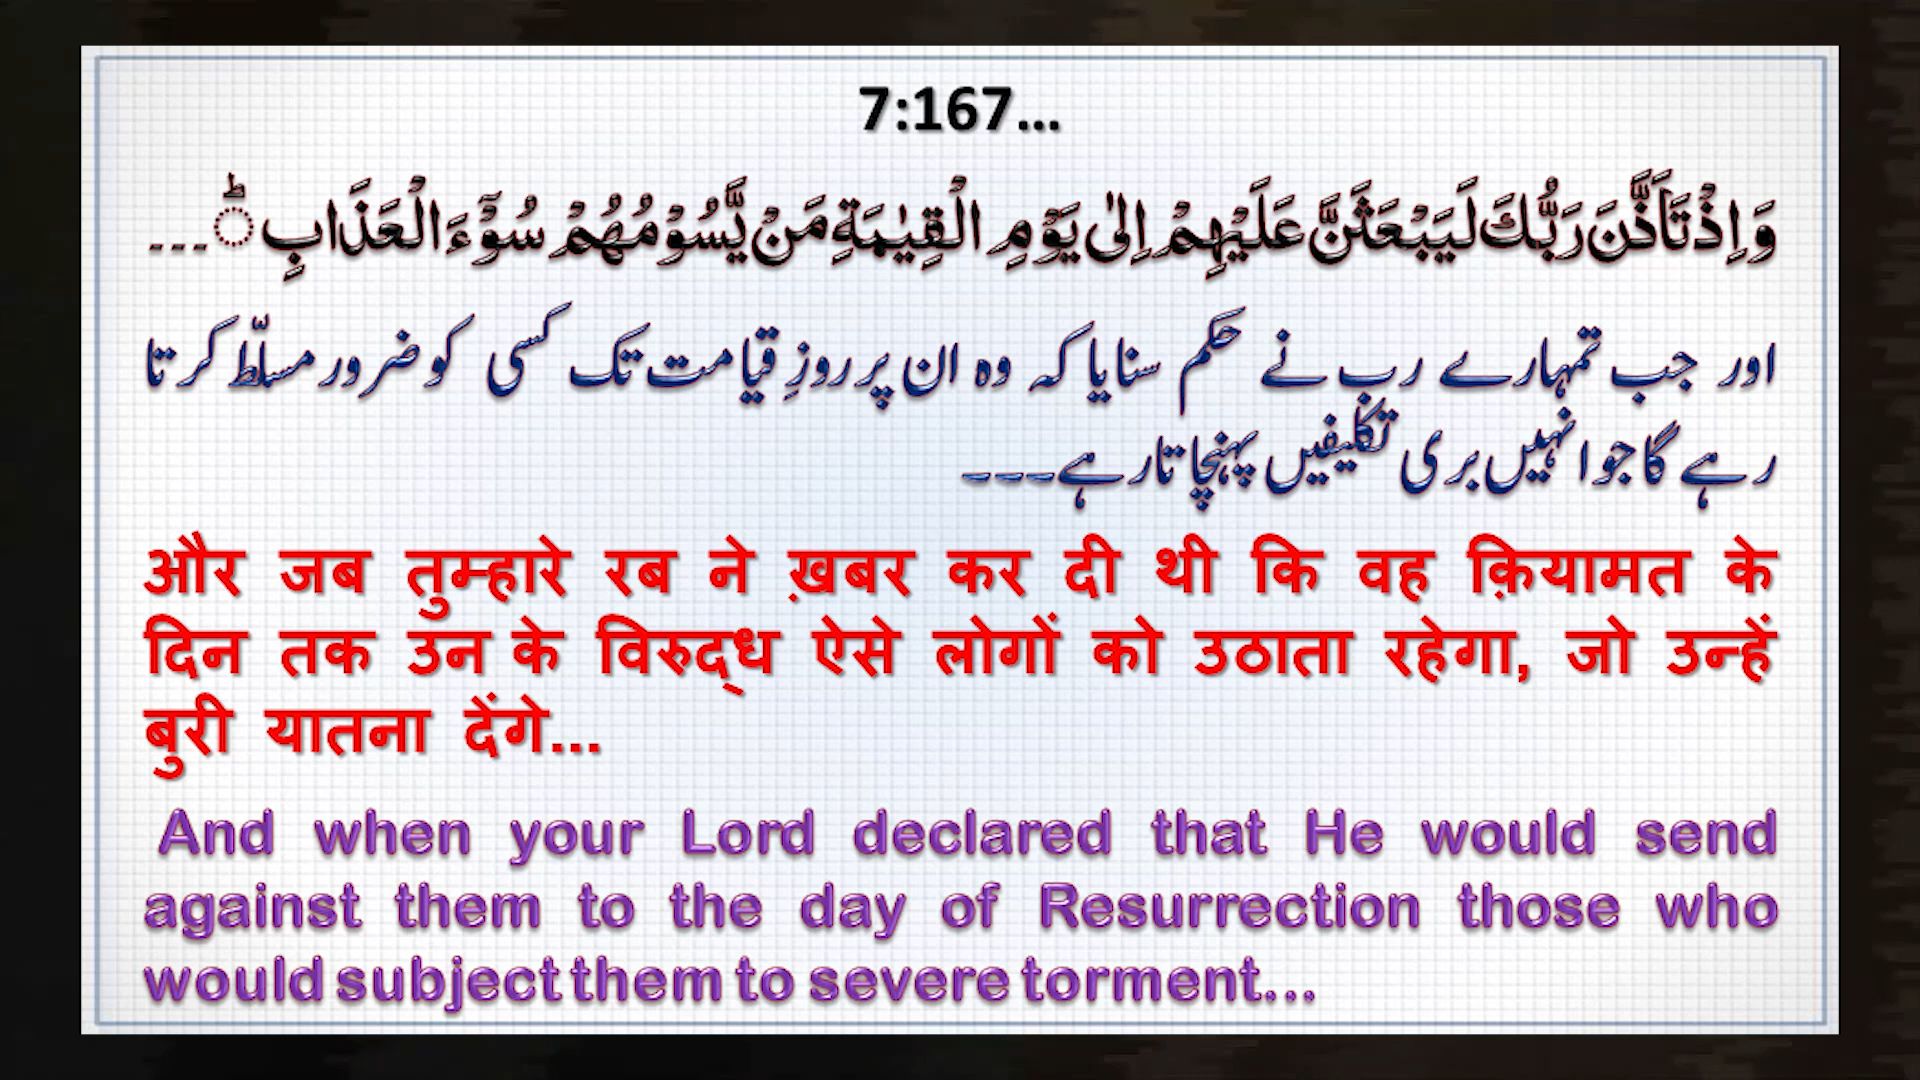 7:167...
وَاِذْ تَاَذَّنَ رَبُّكَ لَيَبْعَثَنَّ عَلَيْهِمْ اِلٰى يَوْمِ الْقِيٰمَةِ مَنْ يَّسُوْمُهُمْ سُوْٓءَ الْعَذَابِ ؕ۔۔۔
اور جب تمہارے رب نے حکم سنایا کہ وہ ان پر روزِ قیامت تک کسی کو ضرور مسلّط کرتا
رہے گا جو انہیں بری تکلیفیں پہنچاتا رہے۔۔۔
और जब तुम्हारे रब ने ख़बर कर दी थी कि वह क़ियामत के
दिन तक उन के विरुद्ध ऐसे लोगों को उठाता रहेगा, जो उन्हें
बुरी यातना देंगे...
And when your Lord declared that He would send
against them to the day of Resurrection those who
would subject them to severe torment...